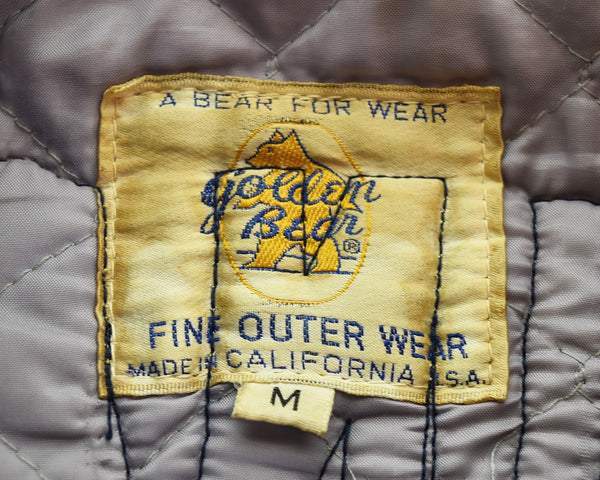 A BEAR FOR WEAR
golden
Bear
®
FINE OUTER WEAR
MADE IN CALIFORNIA U.S.A.
M